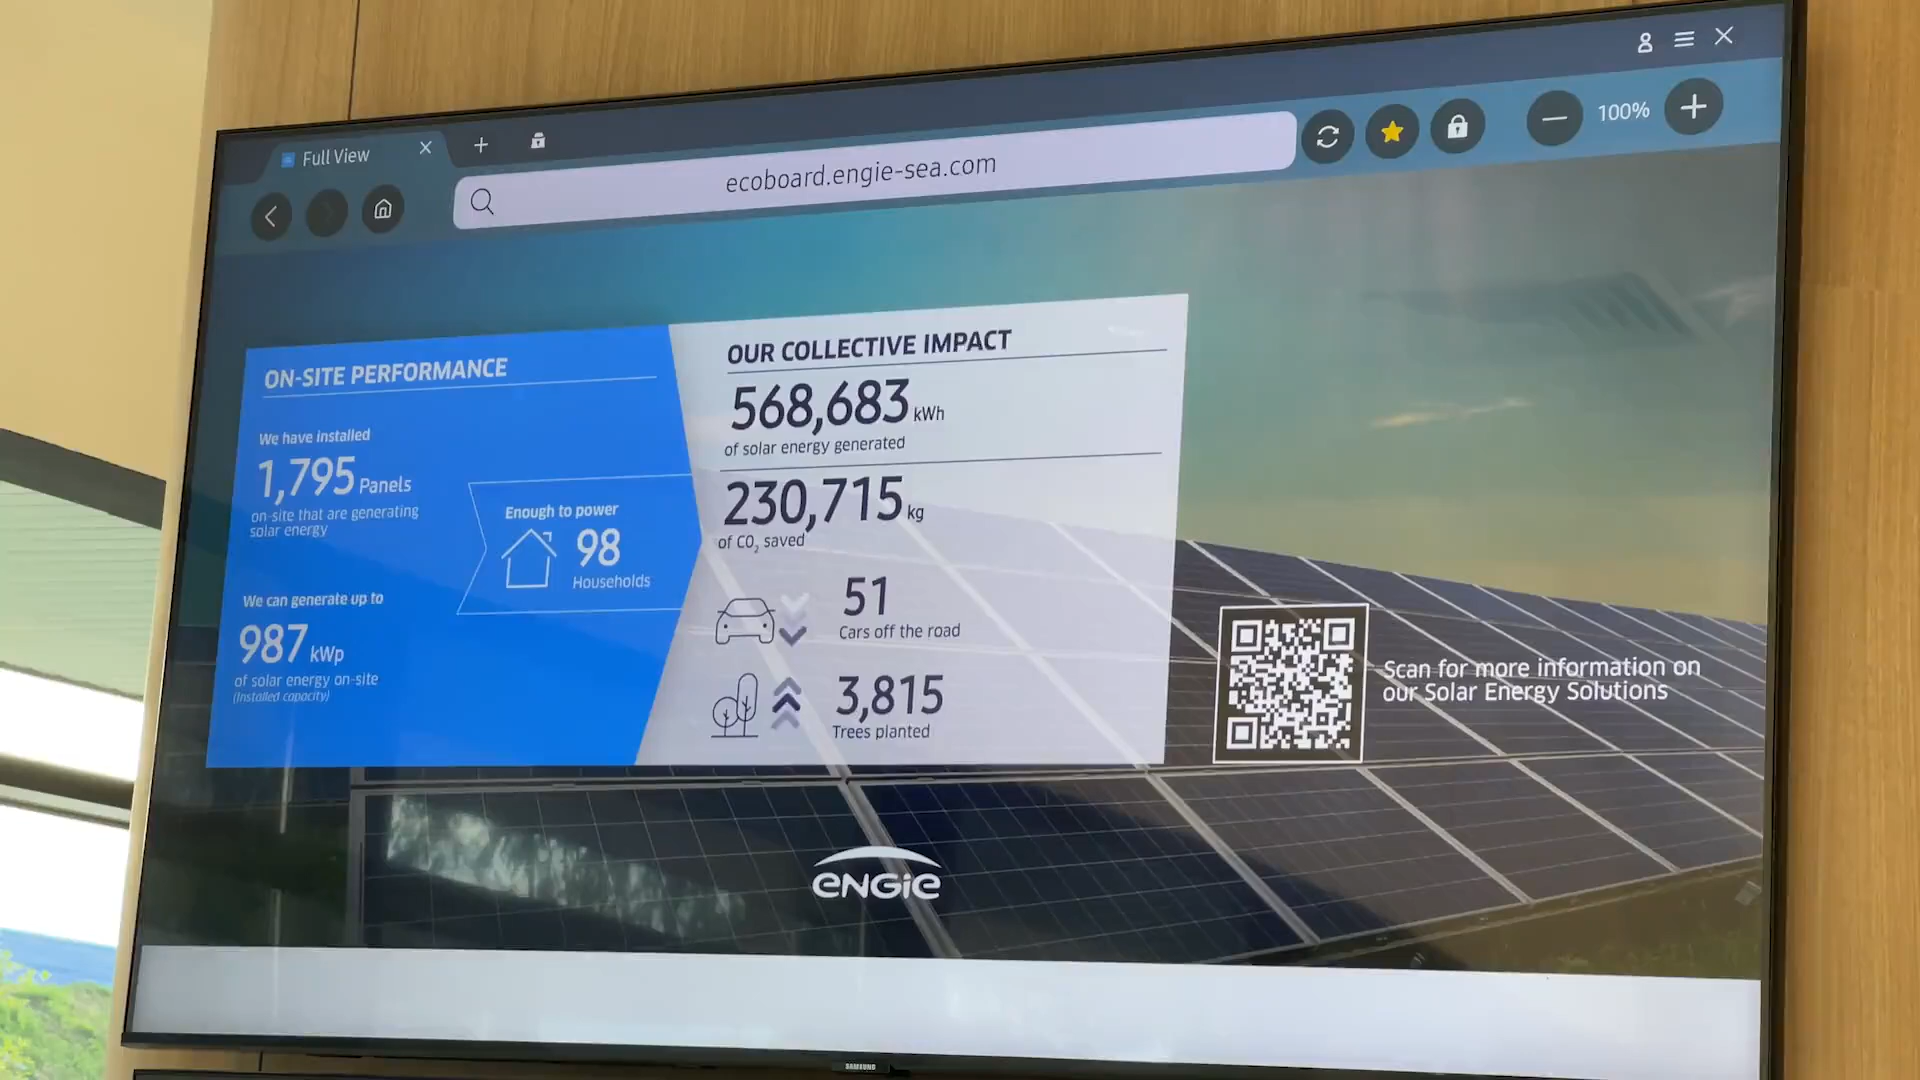 Full View
100%
ecoboard.engie-sea.com
ON-SITE PERFORMANCE
We have installed
1,795 Panels
on-site that are generating
solar energy
Enough to power
98
Households
We can generate up to
987 kWp
of solar energy on-site
(Installed capacity)
OUR COLLECTIVE IMPACT
568,683 kWh
of solar energy generated
230,715 kg
of CO₂ saved
51
Cars off the road
3,815
Trees planted
Scan for more information on
our Solar Energy Solutions
ENGIE
SAMSUNG